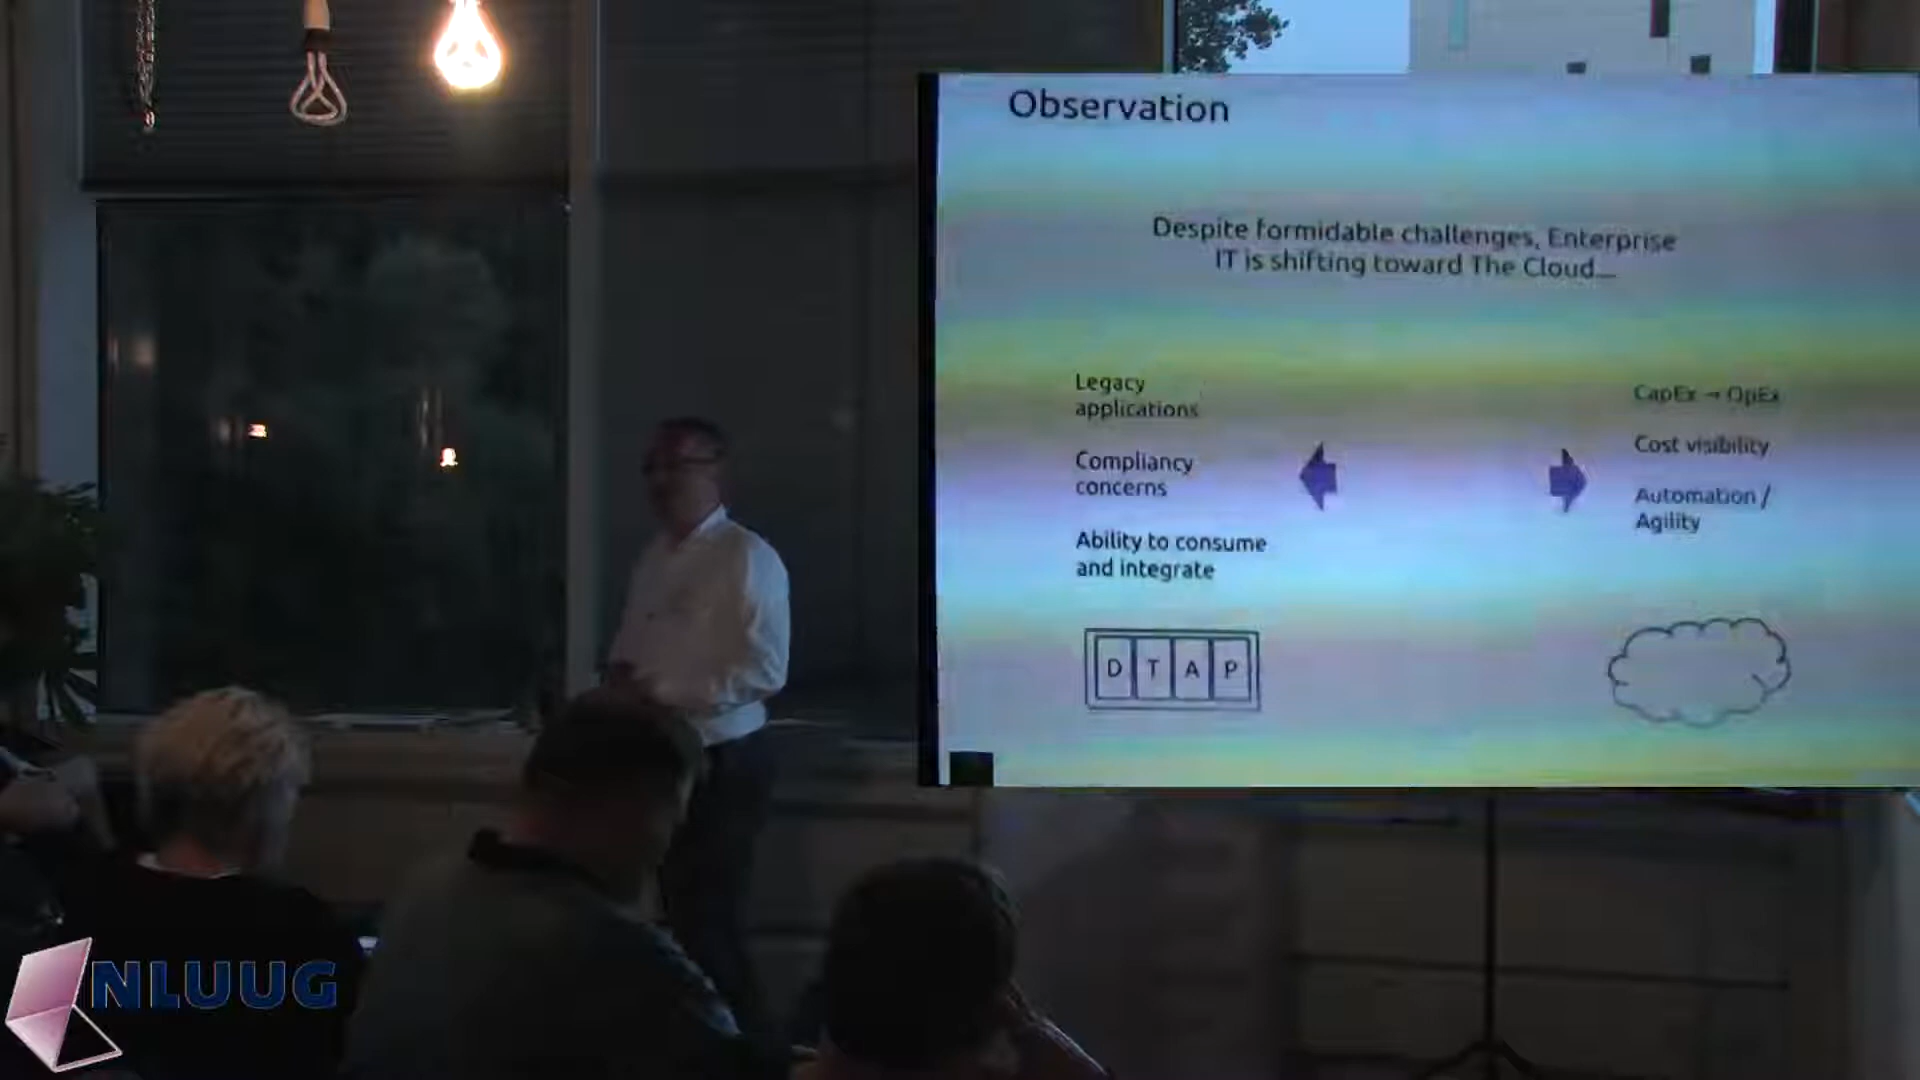 Observation
Despite formidable challenges, Enterprise
IT is shifting toward The Cloud...
Legacy
applications
Compliancy
concerns
Ability to consume
and integrate
D T A P
CapEx → OpEx
Cost visibility
Automation /
Agility
NLUUG